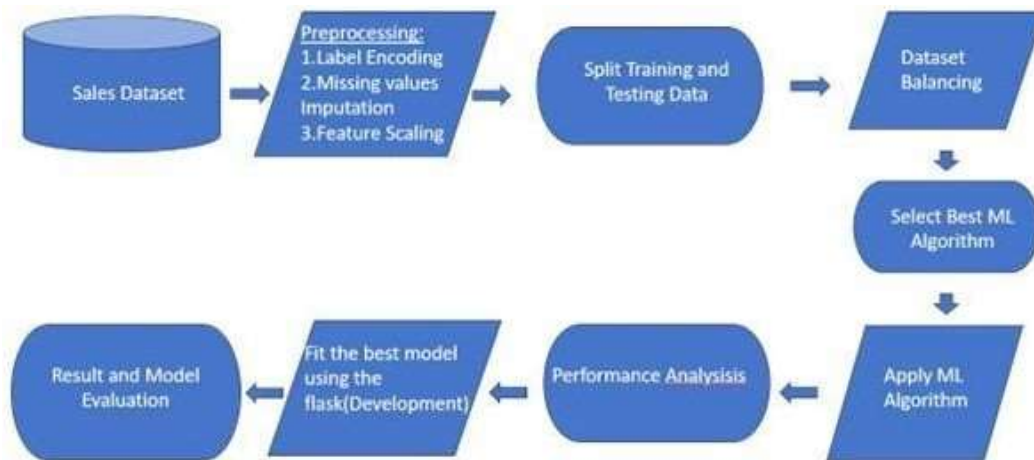 Sales Dataset
Preprocessing:
1.Label Encoding
2.Missing values
Imputation
3.Feature Scaling
Split Training and
Testing Data
Dataset
Balancing
Select Best ML
Algorithm
Apply ML
Algorithm
Performance Analysisis
Fit the best model
using the
flask(Development)
Result and Model
Evaluation